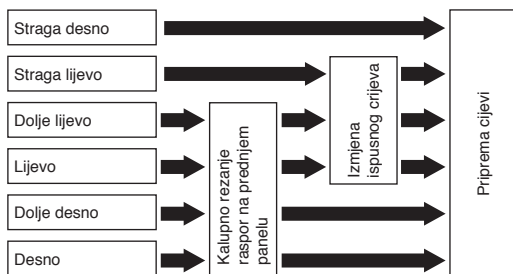 Straga desno
Straga lijevo
Dolje lijevo
Lijevo
Dolje desno
Desno
Kalupno rezanje
raspor na prednjem
panelu
Izmjena
ispusnog crijeva
Priprema cijevi